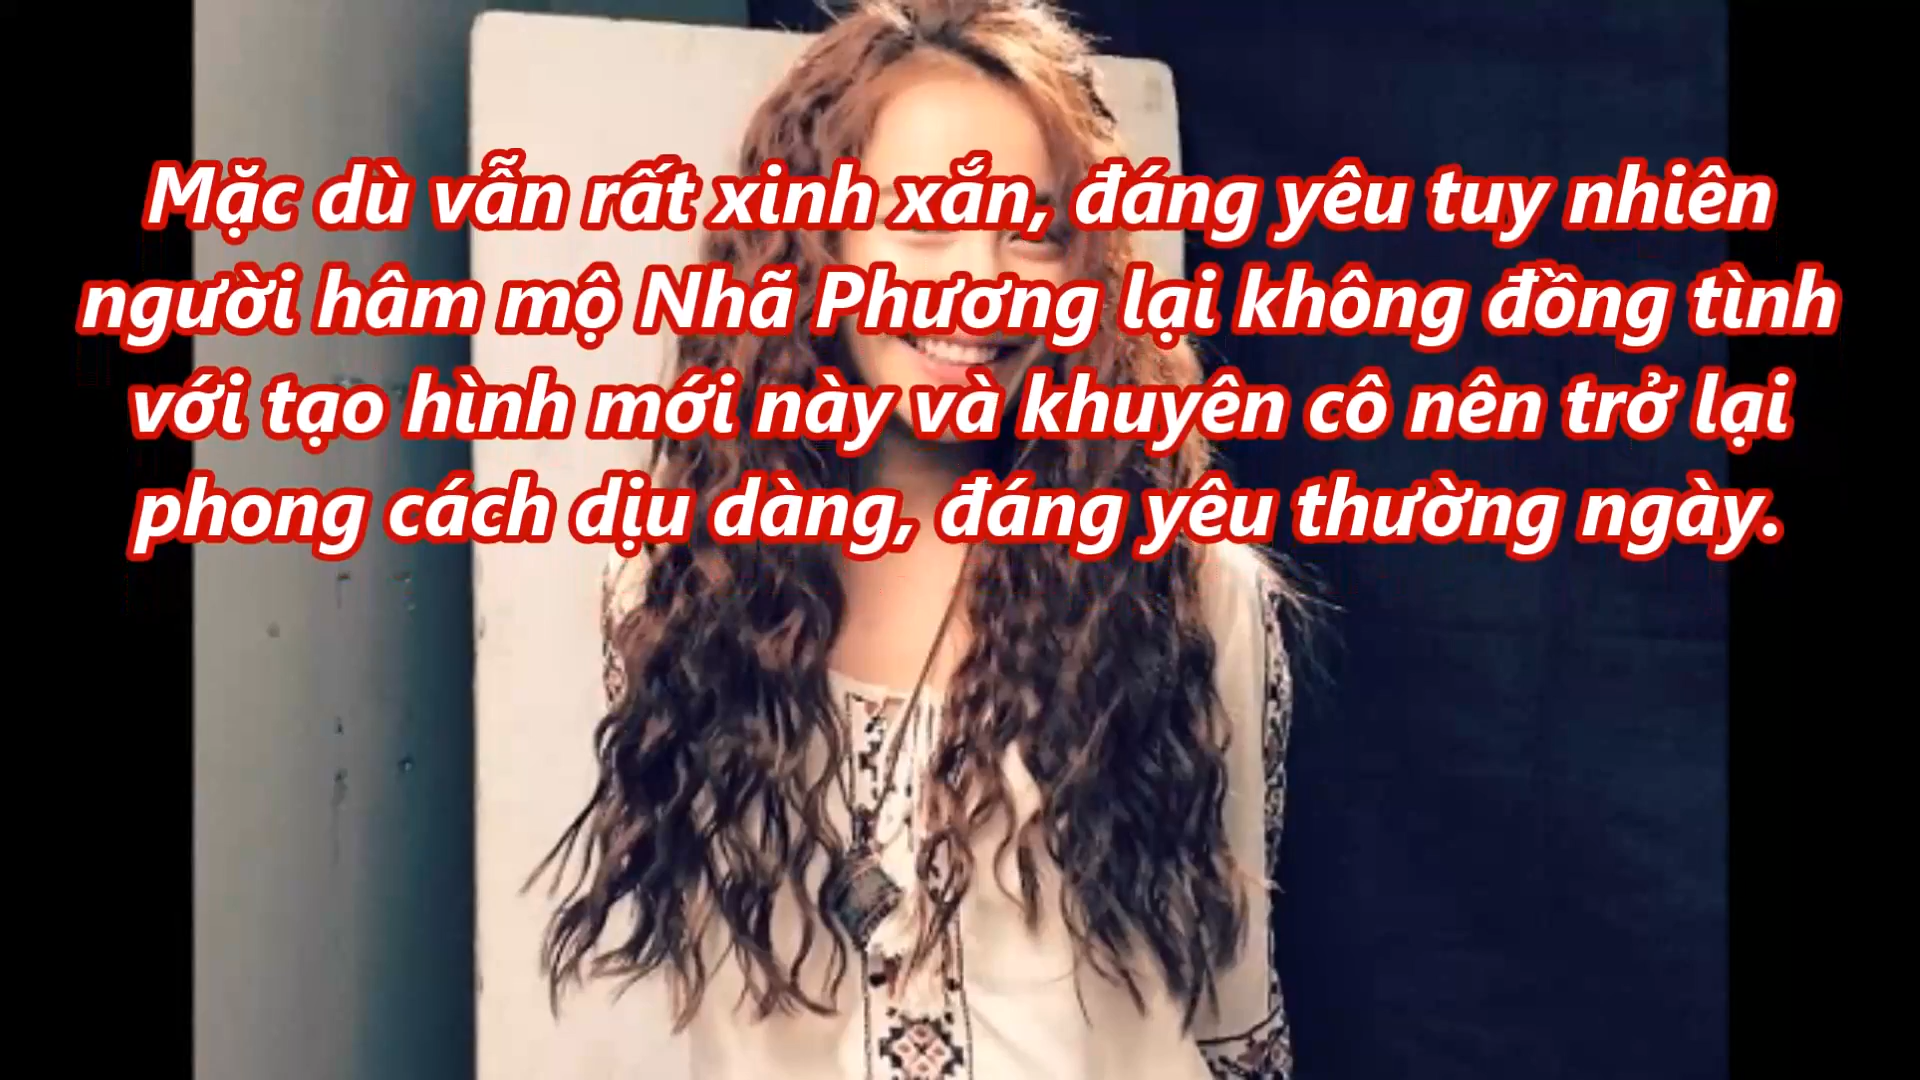 Mặc dù vẫn rất xinh xắn, đáng yêu tuy nhiên
người hâm mộ Nhã Phương lại không đồng tình
với tạo hình mới này và khuyên cô nên trở lại
phong cách dịu dàng, đáng yêu thường ngày.